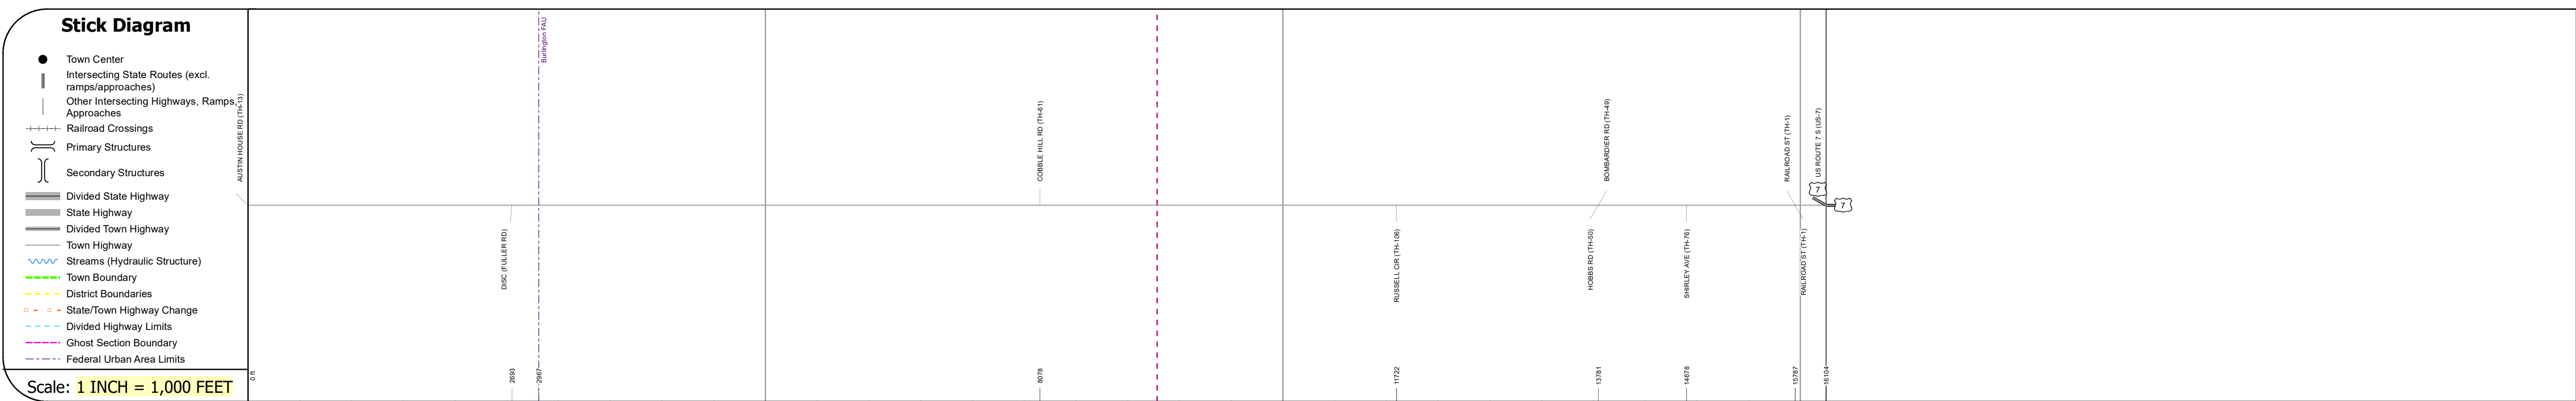 Stick Diagram
Town Center
Intersecting State Routes (excl.
ramps/approaches)
Other Intersecting Highways, Ramps,
Approaches
Railroad Crossings
Primary Structures
Secondary Structures
Divided State Highway
State Highway
Divided Town Highway
Town Highway
Streams (Hydraulic Structure)
Town Boundary
District Boundaries
State/Town Highway Change
Divided Highway Limits
Ghost Section Boundary
Federal Urban Area Limits
Scale: 1 INCH = 1,000 FEET
AUSTIN HOUSE RD (TH-13)
Burlington FAU
COBBLE HILL RD (TH-61)
BOMBARDIER RD (TH-49)
RAILROAD ST (TH-1)
US ROUTE 7 S (US-7)
7
7
DISC (FULLER RD)
RUSSELL CIR (TH-106)
HOBBS RD (TH-50)
SHIRLEY AVE (TH-76)
RAILROAD ST (TH-1)
0 ft
2693
2967
8078
11722
13781
14678
15787
16104